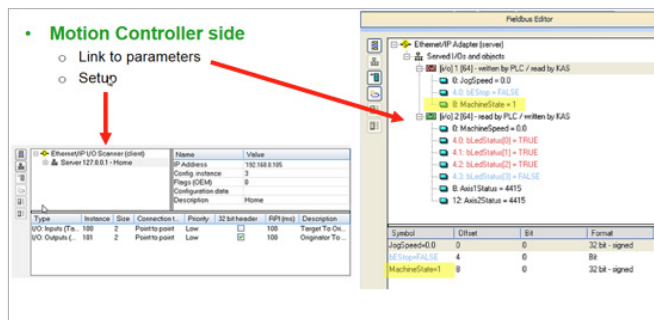 Motion Controller side
Link to parameters
Setup
Fieldbus Editor
Ethernet/IP Adapter (server)
Served I/Os and objects
[i/o] 1 [64] - written by PLC / read by KAS
0: JogSpeed = 0.0
4.0: bEStop = FALSE
8: MachineState = 1
[i/o] 2 [64] - read by PLC / written by KAS
0: MachineSpeed = 0.0
4.0: bLedStatus[0] = TRUE
4.1: bLedStatus[1] = TRUE
4.2: bLedStatus[2] = TRUE
4.3: bLedStatus[3] = FALSE
8: Axis1Status = 4415
12: Axis2Status = 4415
Symbol Offset Bit Format
JogSpeed=0.0 0 0 32 bit - signed
bEStop=FALSE 4 0 Bit
MachineState=1 8 0 32 bit - signed
Ethernet/IP I/O Scanner (client)
Server 127.0.0.1 - Home
Name Value
IP Address 192.168.0.105
Config. instance 3
Flags (OEM) 0
Configuration data
Description Home
Type Instance Size Connection t... Priority 32 bit header RPI (ms) Description
I/O: Inputs (Ta... 100 2 Point to point Low 100 Target To Ori...
I/O: Outputs (... 101 2 Point to point Low 100 Originator To ...